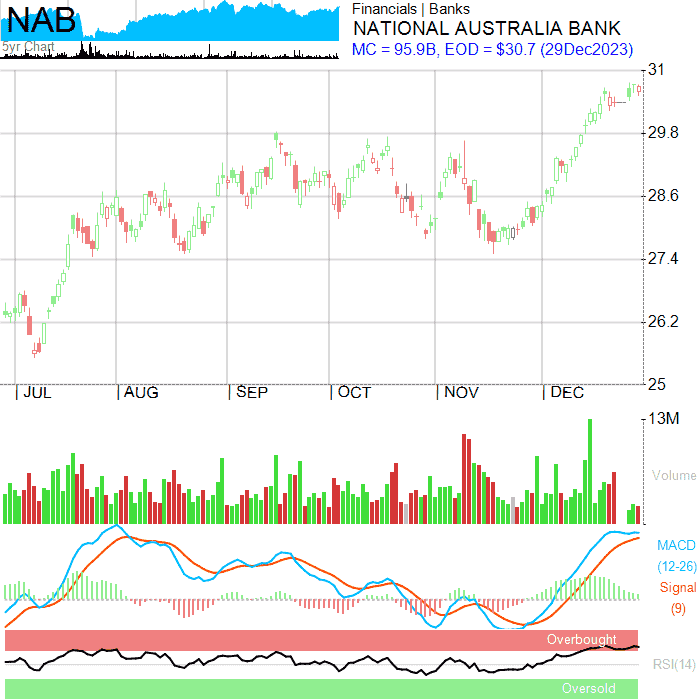 NAB
5yr Chart
Financials | Banks
NATIONAL AUSTRALIA BANK
MC = 95.9B, EOD = $30.7 (29Dec2023)
31
29.8
28.6
27.4
26.2
25
| JUL | AUG | SEP | OCT | NOV | DEC
13M
Volume
MACD
(12-26)
Signal
(9)
Overbought
RSI(14)
Oversold